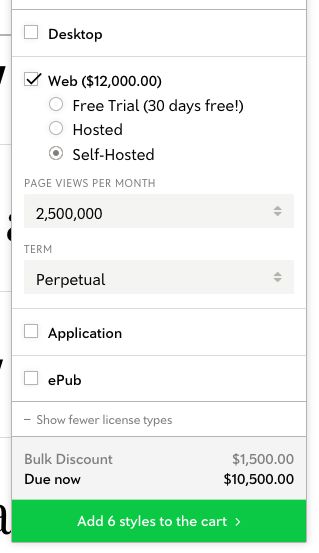 Desktop
Web ($12,000.00)
Free Trial (30 days free!)
Hosted
Self-Hosted
PAGE VIEWS PER MONTH
2,500,000
TERM
Perpetual
Application
ePub
− Show fewer license types
Bulk Discount $1,500.00
Due now $10,500.00
Add 6 styles to the cart ›